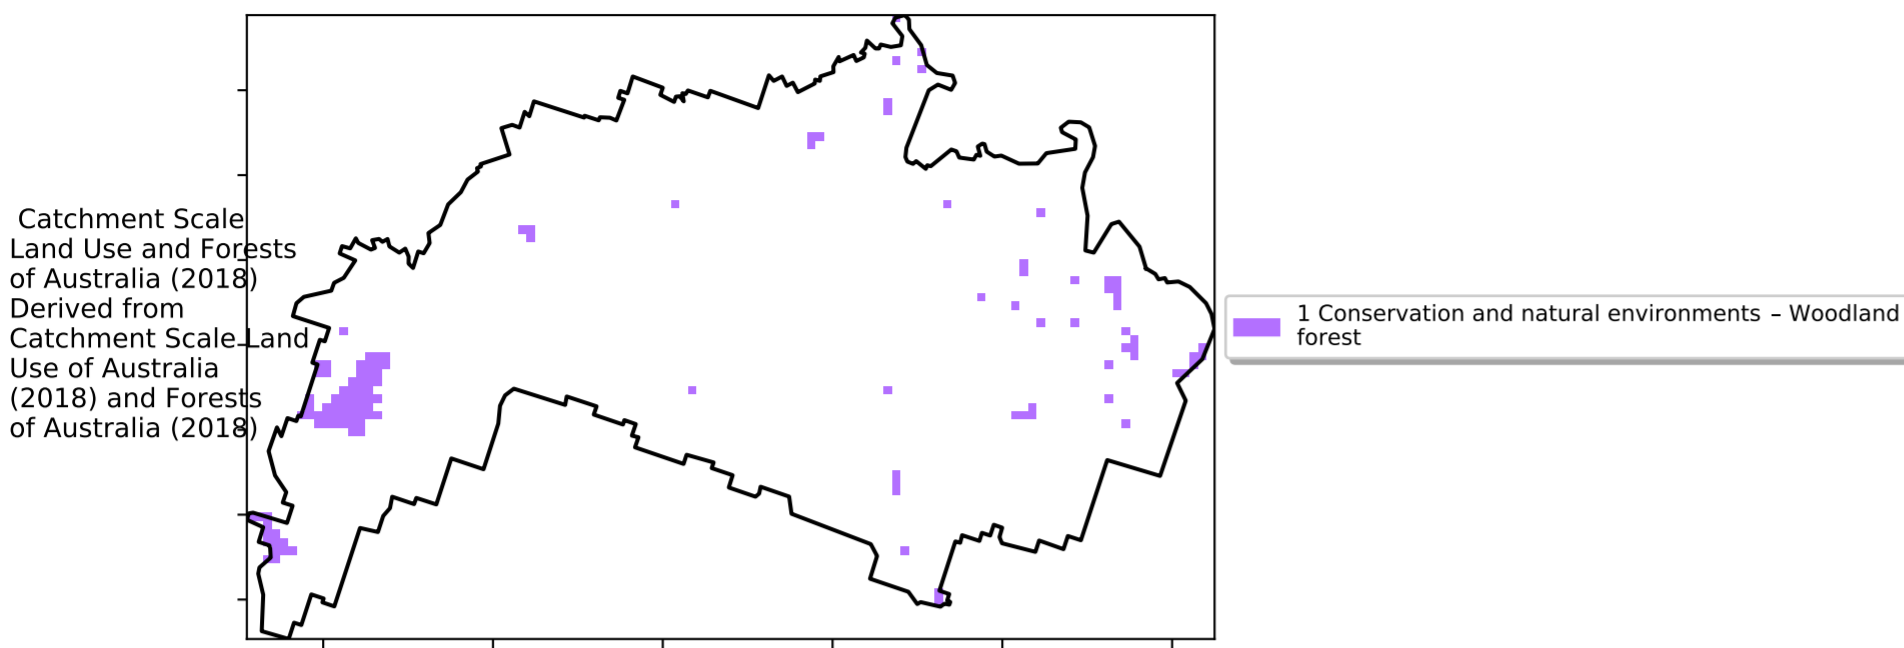 Catchment Scale
Land Use and Forests
of Australia (2018)
Derived from
Catchment Scale Land
Use of Australia
(2018) and Forests
of Australia (2018)
1 Conservation and natural environments – Woodland
forest